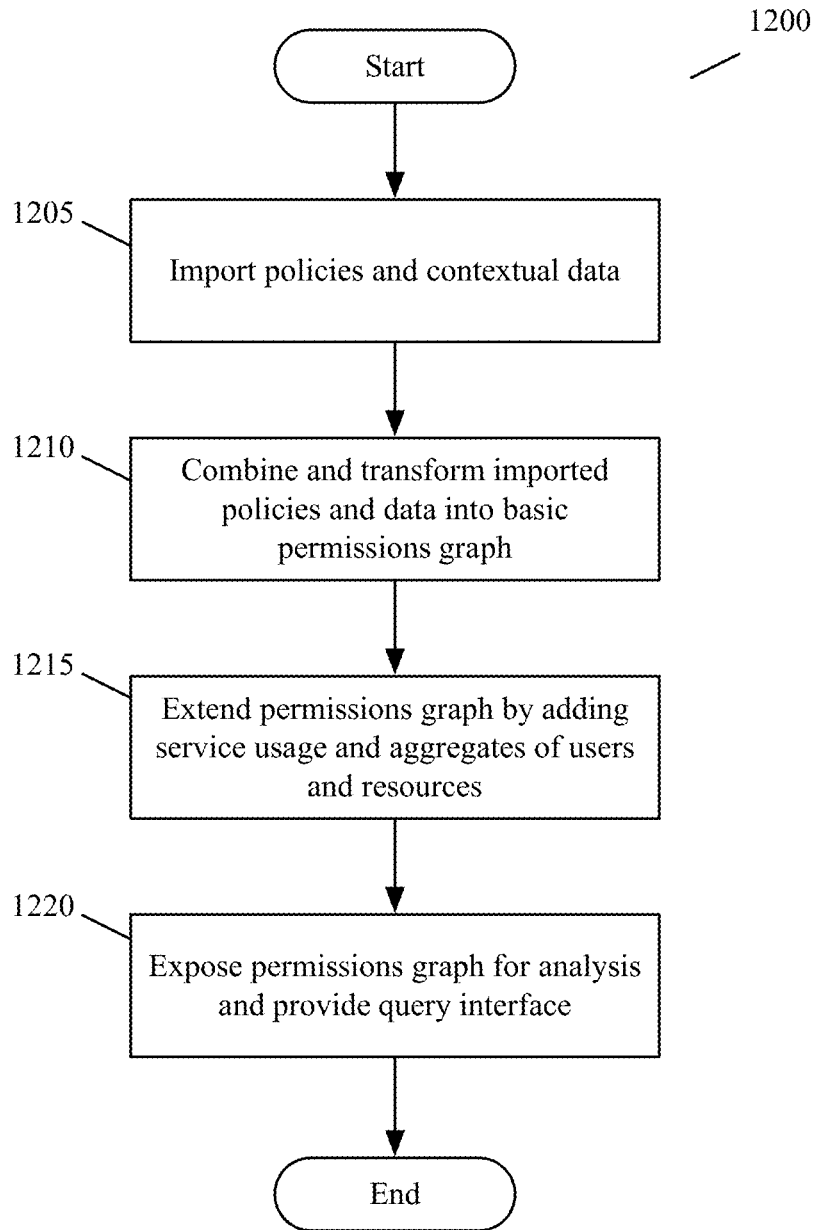 1200
Start
1205
Import policies and contextual data
1210
Combine and transform imported
policies and data into basic
permissions graph
1215
Extend permissions graph by adding
service usage and aggregates of users
and resources
1220
Expose permissions graph for analysis
and provide query interface
End